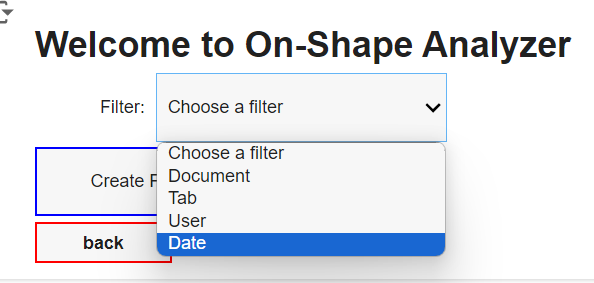 Welcome to On-Shape Analyzer
Filter: Choose a filter
Choose a filter
Document
Tab
Create
User
back
Date